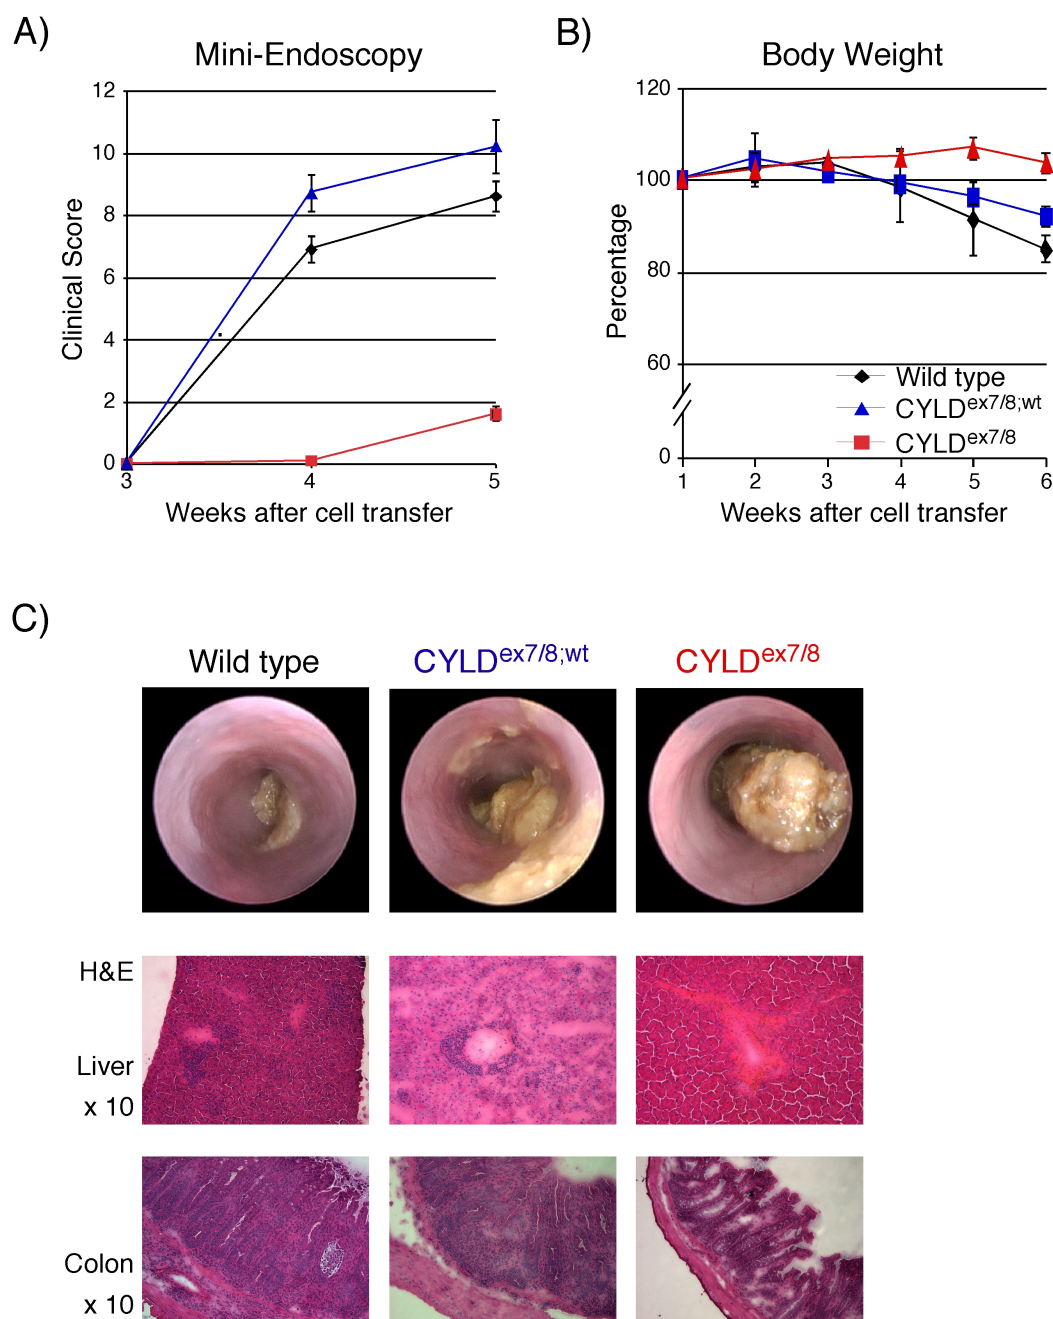 A)
Mini-Endoscopy
12
10
8
6
4
2
0
Clinical Score
3 4 5
Weeks after cell transfer
B)
Body Weight
120
100
80
60
0
Percentage
Wild type
CYLDex7/8;wt
CYLDex7/8
1 2 3 4 5 6
Weeks after cell transfer
C)
Wild type CYLDex7/8;wt CYLDex7/8
H&E
Liver
x 10
Colon
x 10